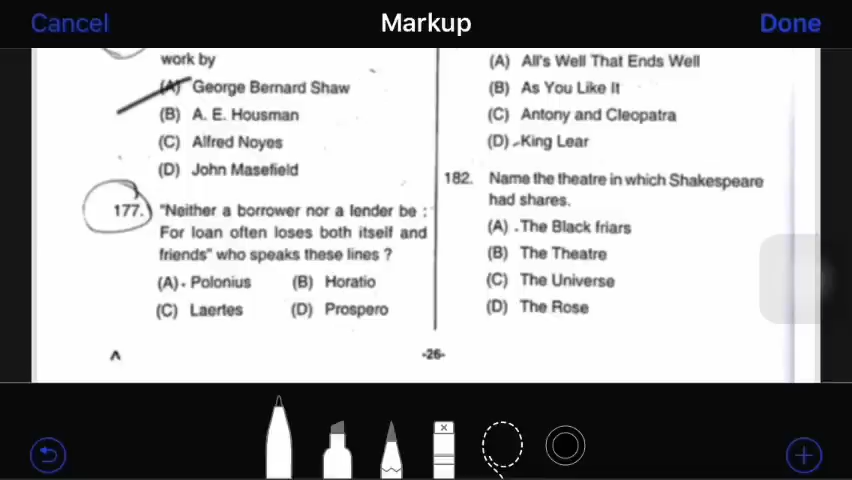 Cancel
Markup
Done
work by
(A) George Bernard Shaw
(B) A. E. Housman
(C) Alfred Noyes
(D) John Masefield
177. "Neither a borrower nor a lender be :
For loan often loses both itself and
friends" who speaks these lines ?
(A) Polonius (B) Horatio
(C) Laertes (D) Prospero
(A) All's Well That Ends Well
(B) As You Like It
(C) Antony and Cleopatra
(D) King Lear
182. Name the theatre in which Shakespeare
had shares.
(A) The Black friars
(B) The Theatre
(C) The Universe
(D) The Rose
A
-26-